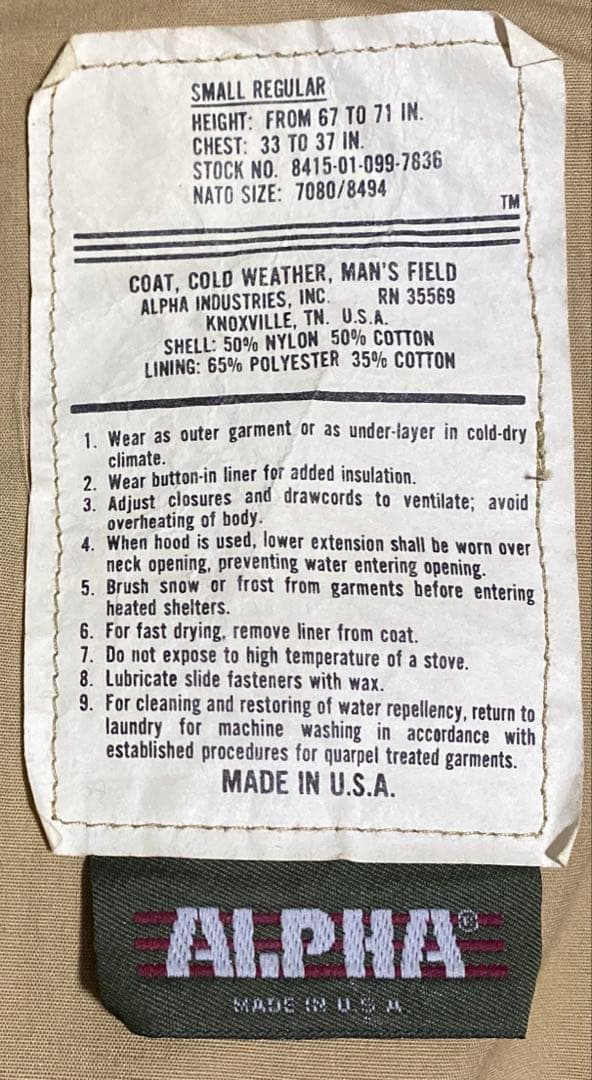 SMALL REGULAR
HEIGHT: FROM 67 TO 71 IN.
CHEST: 33 TO 37 IN.
STOCK NO. 8415-01-099-7836
NATO SIZE: 7080/8494
TM
COAT, COLD WEATHER, MAN'S FIELD
ALPHA INDUSTRIES, INC. RN 35569
KNOXVILLE, TN. U.S.A.
SHELL: 50% NYLON 50% COTTON
LINING: 65% POLYESTER 35% COTTON
1. Wear as outer garment or as under-layer in cold-dry
climate.
2. Wear button-in liner for added insulation.
3. Adjust closures and drawcords to ventilate; avoid
overheating of body.
4. When hood is used, lower extension shall be worn over
neck opening, preventing water entering opening.
5. Brush snow or frost from garments before entering
heated shelters.
6. For fast drying, remove liner from coat.
7. Do not expose to high temperature of a stove.
8. Lubricate slide fasteners with wax.
9. For cleaning and restoring of water repellency, return to
laundry for machine washing in accordance with
established procedures for quarpel treated garments.
MADE IN U.S.A.
ALPHA®
MADE IN U.S.A